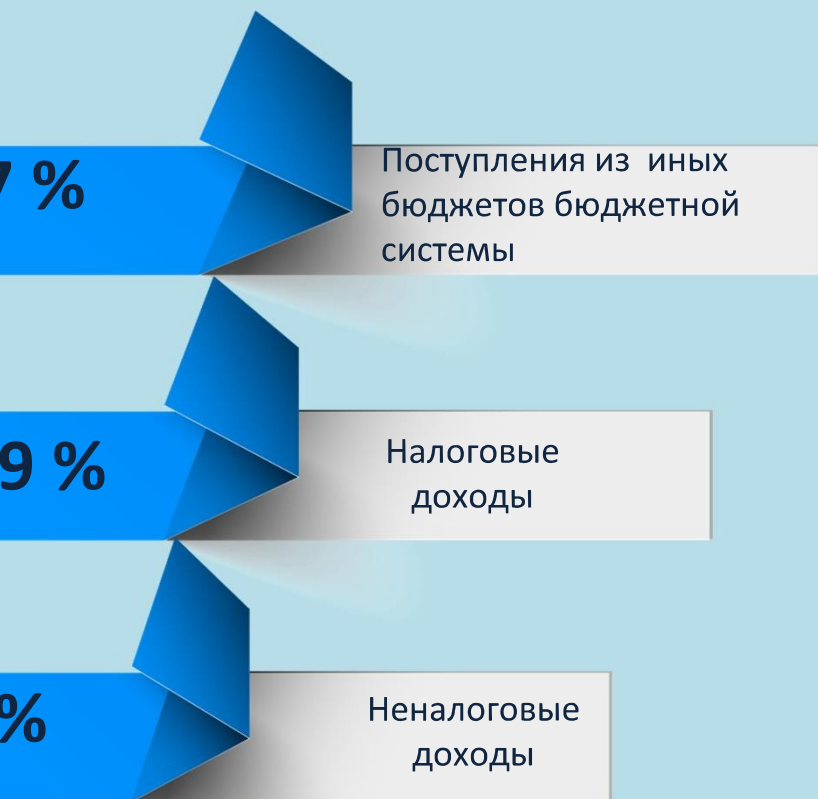 7 %
Поступления из иных
бюджетов бюджетной
системы
9 %
Налоговые
доходы
%
Неналоговые
доходы